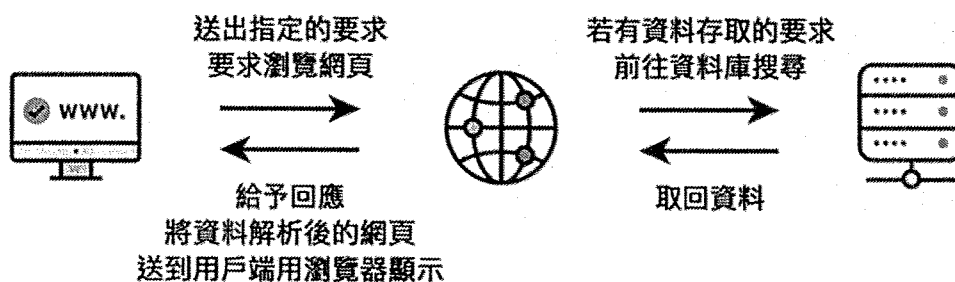 送出指定的要求
要求瀏覽網頁
若有資料存取的要求
前往資料庫搜尋
www.
給予回應
將資料解析後的網頁
送到用戶端用瀏覽器顯示
取回資料